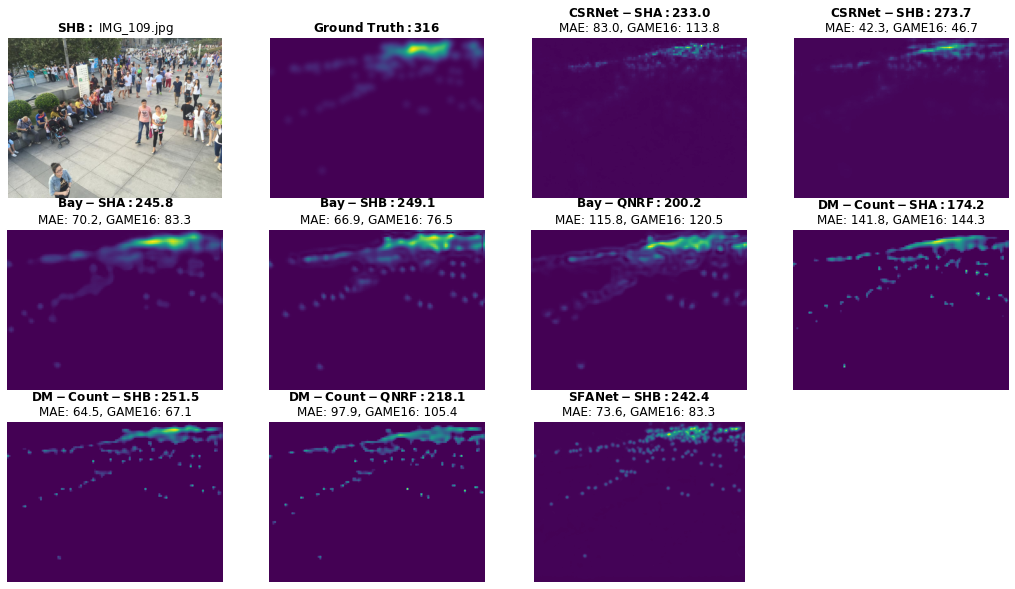 SHB: IMG_109.jpg
Ground Truth:316
CSRNet−SHA:233.0
MAE: 83.0, GAME16: 113.8
CSRNet−SHB:273.7
MAE: 42.3, GAME16: 46.7
Bay−SHA:245.8
MAE: 70.2, GAME16: 83.3
Bay−SHB:249.1
MAE: 66.9, GAME16: 76.5
Bay−QNRF:200.2
MAE: 115.8, GAME16: 120.5
DM−Count−SHA:174.2
MAE: 141.8, GAME16: 144.3
DM−Count−SHB:251.5
MAE: 64.5, GAME16: 67.1
DM−Count−QNRF:218.1
MAE: 97.9, GAME16: 105.4
SFANet−SHB:242.4
MAE: 73.6, GAME16: 83.3